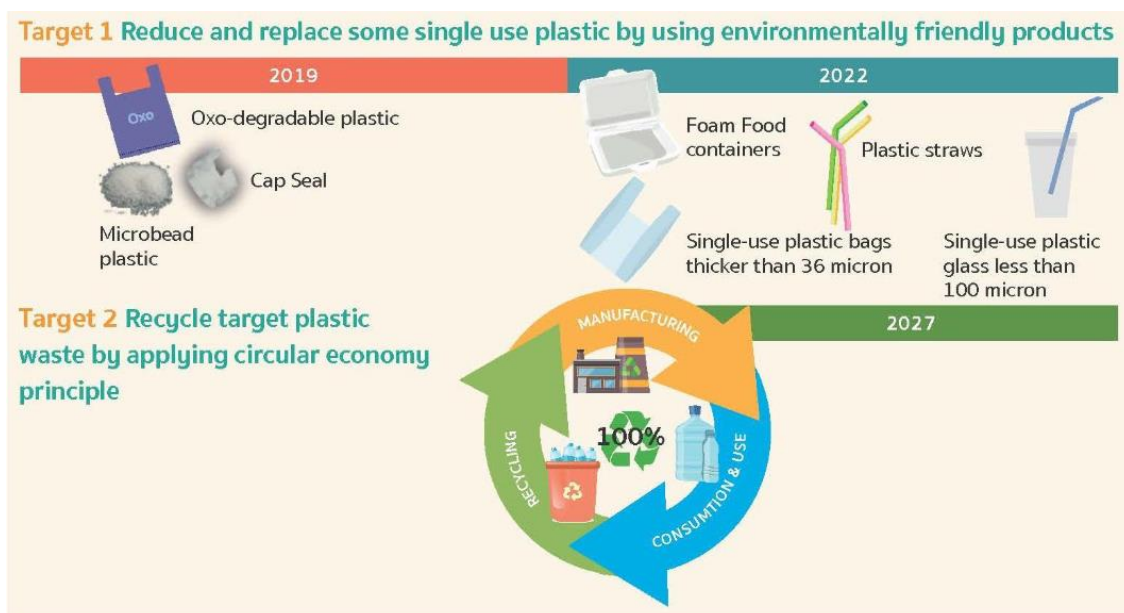 Target 1 Reduce and replace some single use plastic by using environmentally friendly products
2019
2022
Oxo
Oxo-degradable plastic
Cap Seal
Microbead
plastic
Foam Food
containers
Plastic straws
Single-use plastic bags
thicker than 36 micron
Single-use plastic
glass less than
100 micron
Target 2 Recycle target plastic
waste by applying circular economy
principle
2027
MANUFACTURING
100%
RECYCLING
CONSUMTION & USE